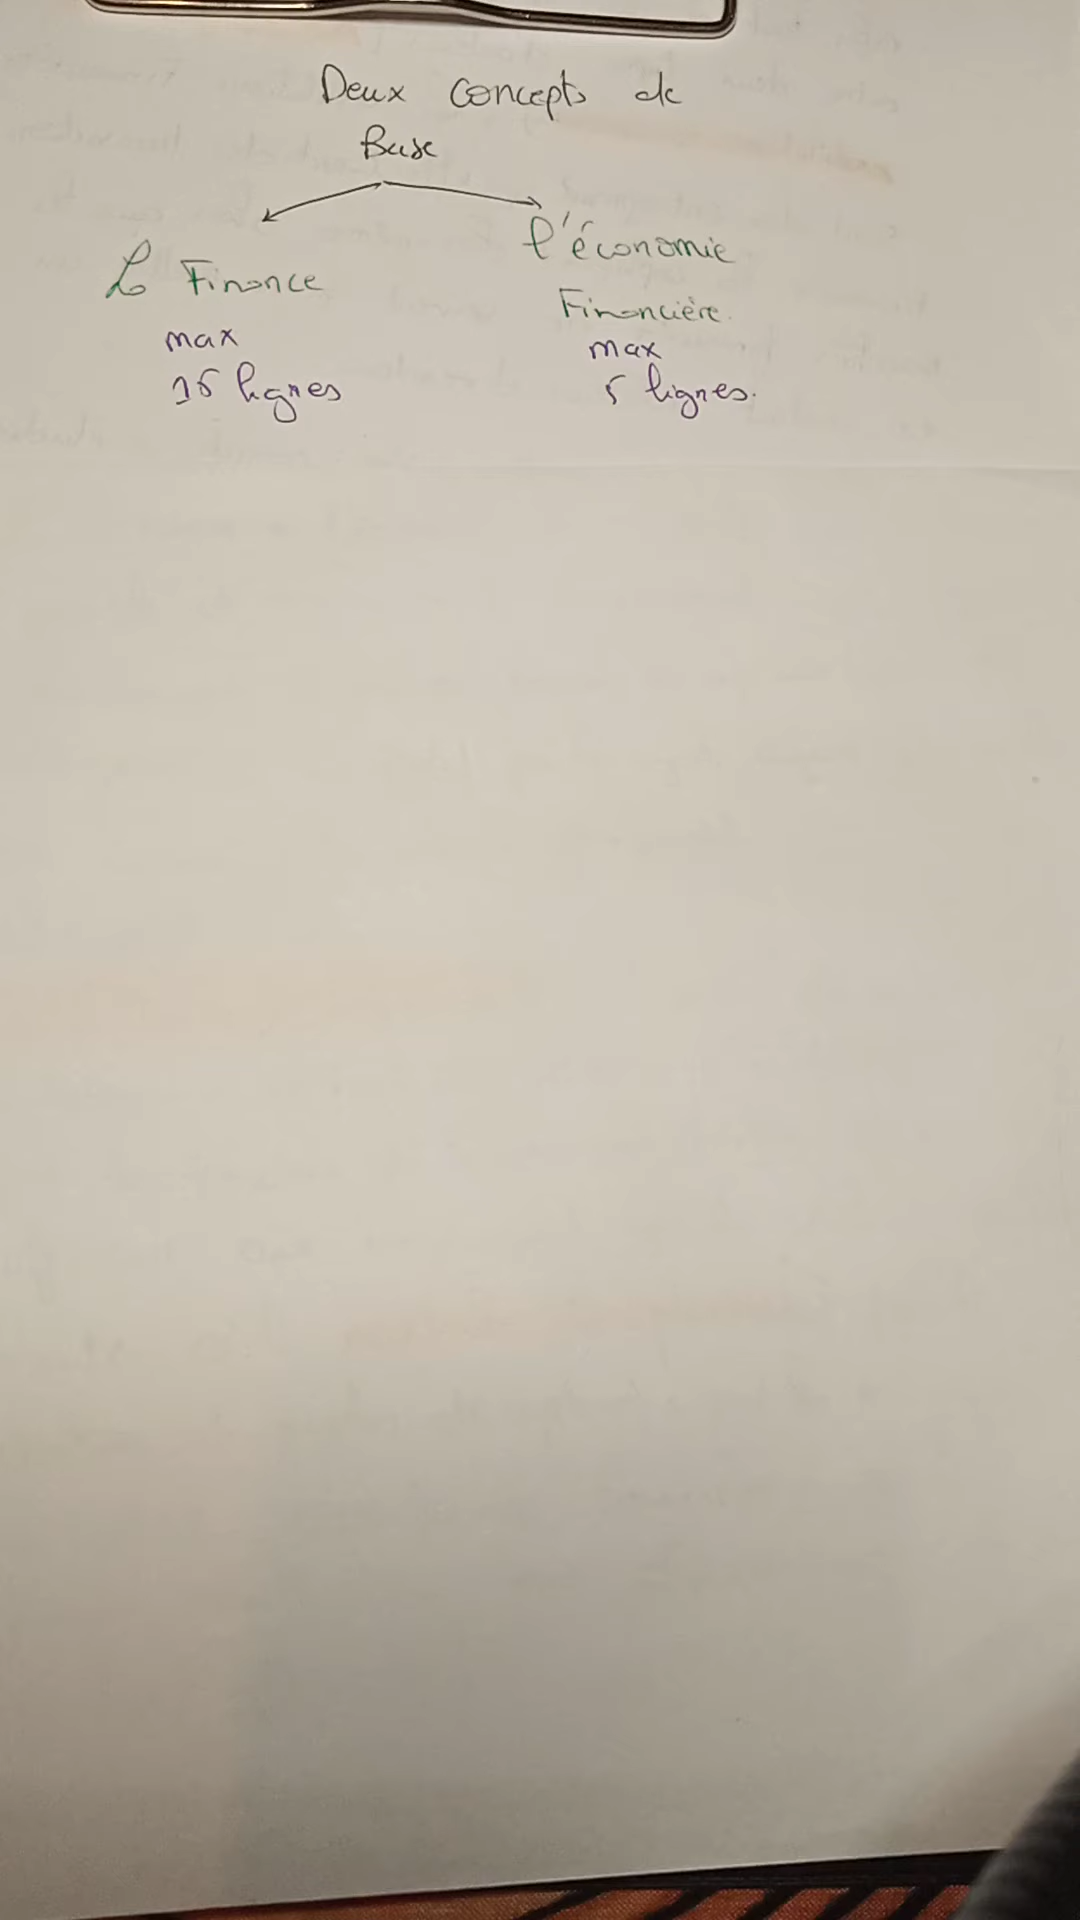 Deux concepts de
Base
La Finance
max
15 lignes
l'économie
Financière.
max
5 lignes.